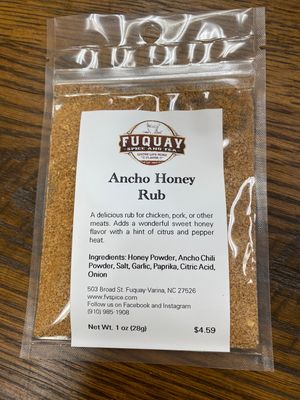 FUQUAY
SPICE AND TEA
Ancho Honey
Rub
A delicious rub for chicken, pork, or other
meats. Adds a wonderful sweet honey
flavor with a hint of citrus and pepper
heat.
Ingredients: Honey Powder, Ancho Chili
Powder, Salt, Garlic, Paprika, Citric Acid,
Onion
503 Broad St. Fuquay-Varina, NC 27526
www.fvspice.com
Follow us on Facebook and Instagram
(910) 985-1908
Net Wt. 1 oz (28g) $4.59